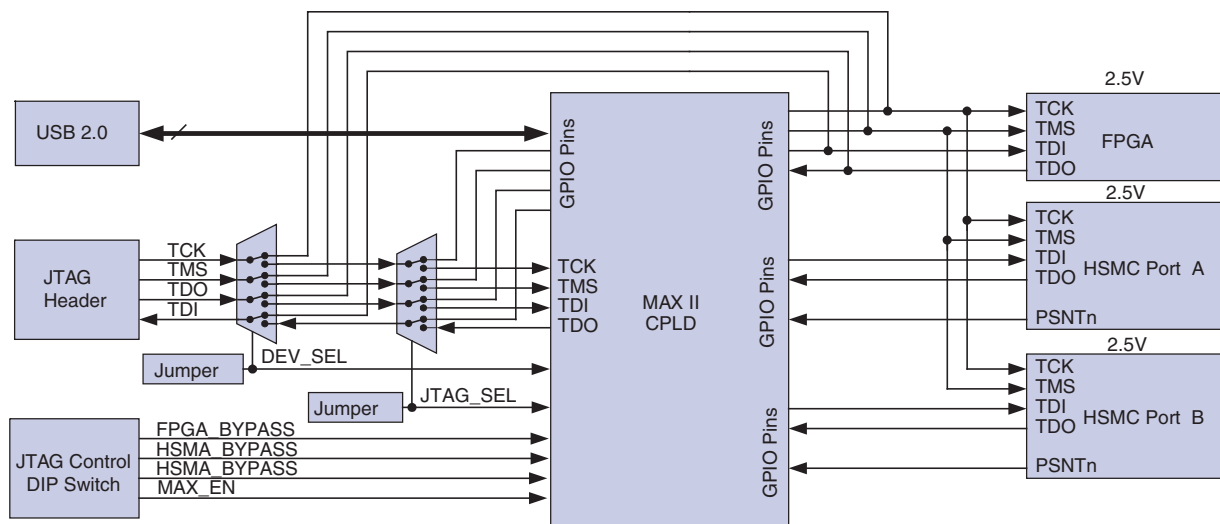 2.5V
USB 2.0
GPIO Pins
GPIO Pins
TCK
TMS
TDI
TDO
FPGA
2.5V
JTAG
Header
TCK
TMS
TDO
TDI
TCK
TMS
TDI
TDO
MAX II
CPLD
GPIO Pins
TCK
TMS
TDI
TDO
PSNTn
HSMC Port A
Jumper
DEV_SEL
Jumper
JTAG_SEL
2.5V
JTAG Control
DIP Switch
FPGA_BYPASS
HSMA_BYPASS
HSMA_BYPASS
MAX_EN
GPIO Pins
TCK
TMS
TDI
TDO
PSNTn
HSMC Port B